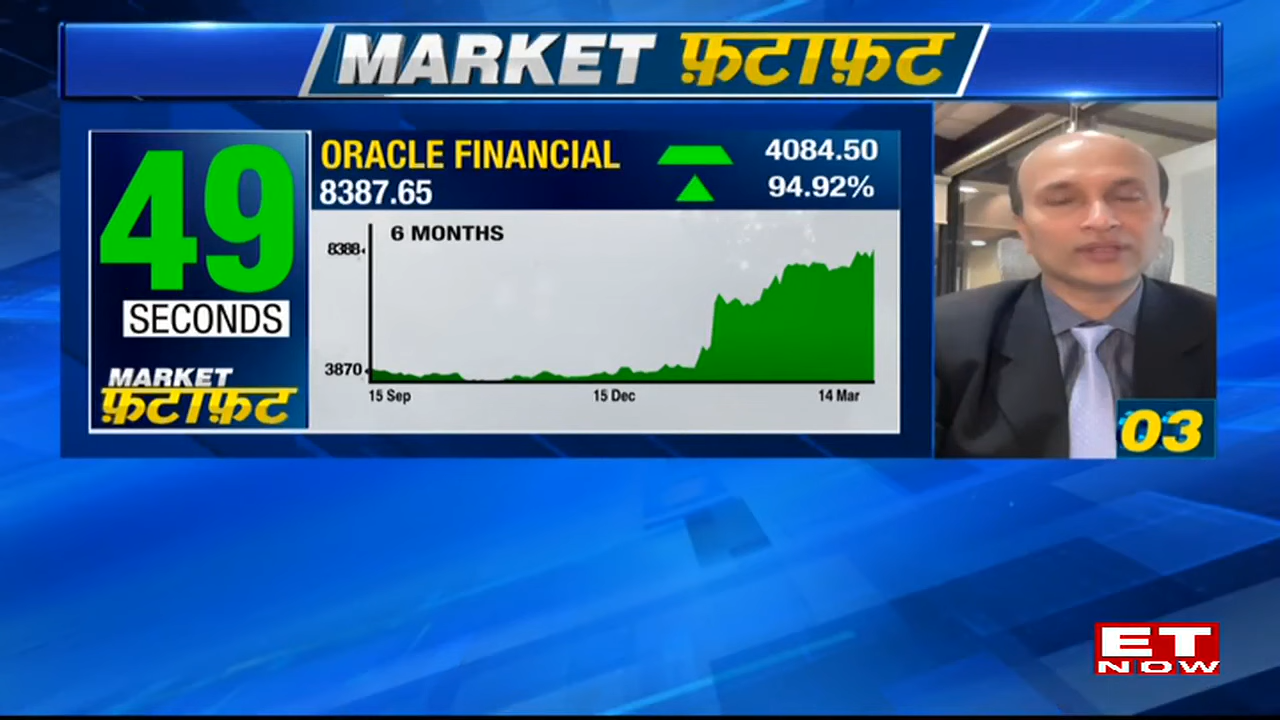 MARKET फ़टाफ़ट
49
SECONDS
MARKET
फ़टाफ़ट
ORACLE FINANCIAL
8387.65
4084.50
94.92%
6 MONTHS
8388
3870
15 Sep
15 Dec
14 Mar
03
ET
NOW